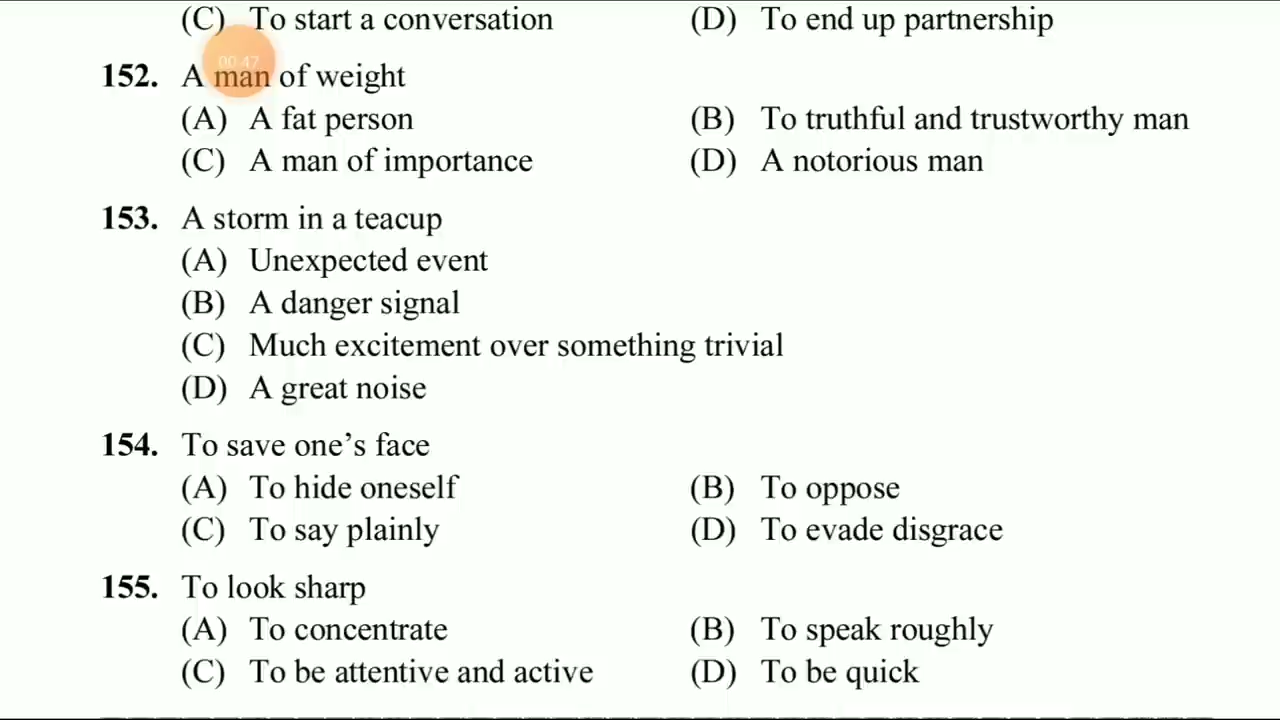 (C) To start a conversation (D) To end up partnership
00:47
152. A man of weight
(A) A fat person (B) To truthful and trustworthy man
(C) A man of importance (D) A notorious man
153. A storm in a teacup
(A) Unexpected event
(B) A danger signal
(C) Much excitement over something trivial
(D) A great noise
154. To save one’s face
(A) To hide oneself (B) To oppose
(C) To say plainly (D) To evade disgrace
155. To look sharp
(A) To concentrate (B) To speak roughly
(C) To be attentive and active (D) To be quick